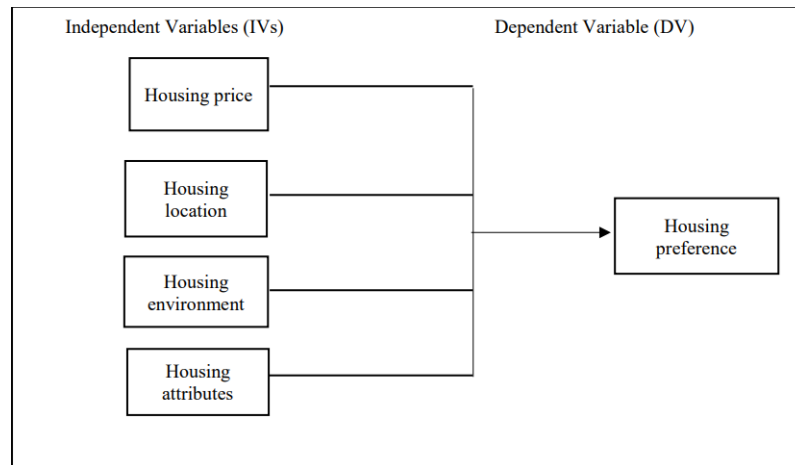 Independent Variables (IVs)
Dependent Variable (DV)
Housing price
Housing
location
Housing
environment
Housing
attributes
Housing
preference